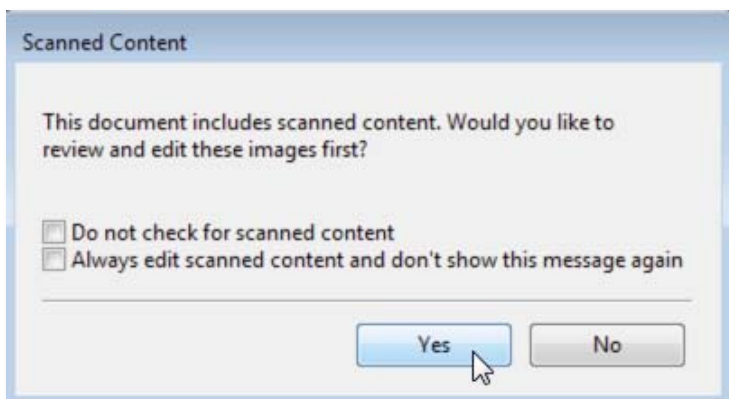 Scanned Content
This document includes scanned content. Would you like to
review and edit these images first?
Do not check for scanned content
Always edit scanned content and don't show this message again
Yes
No